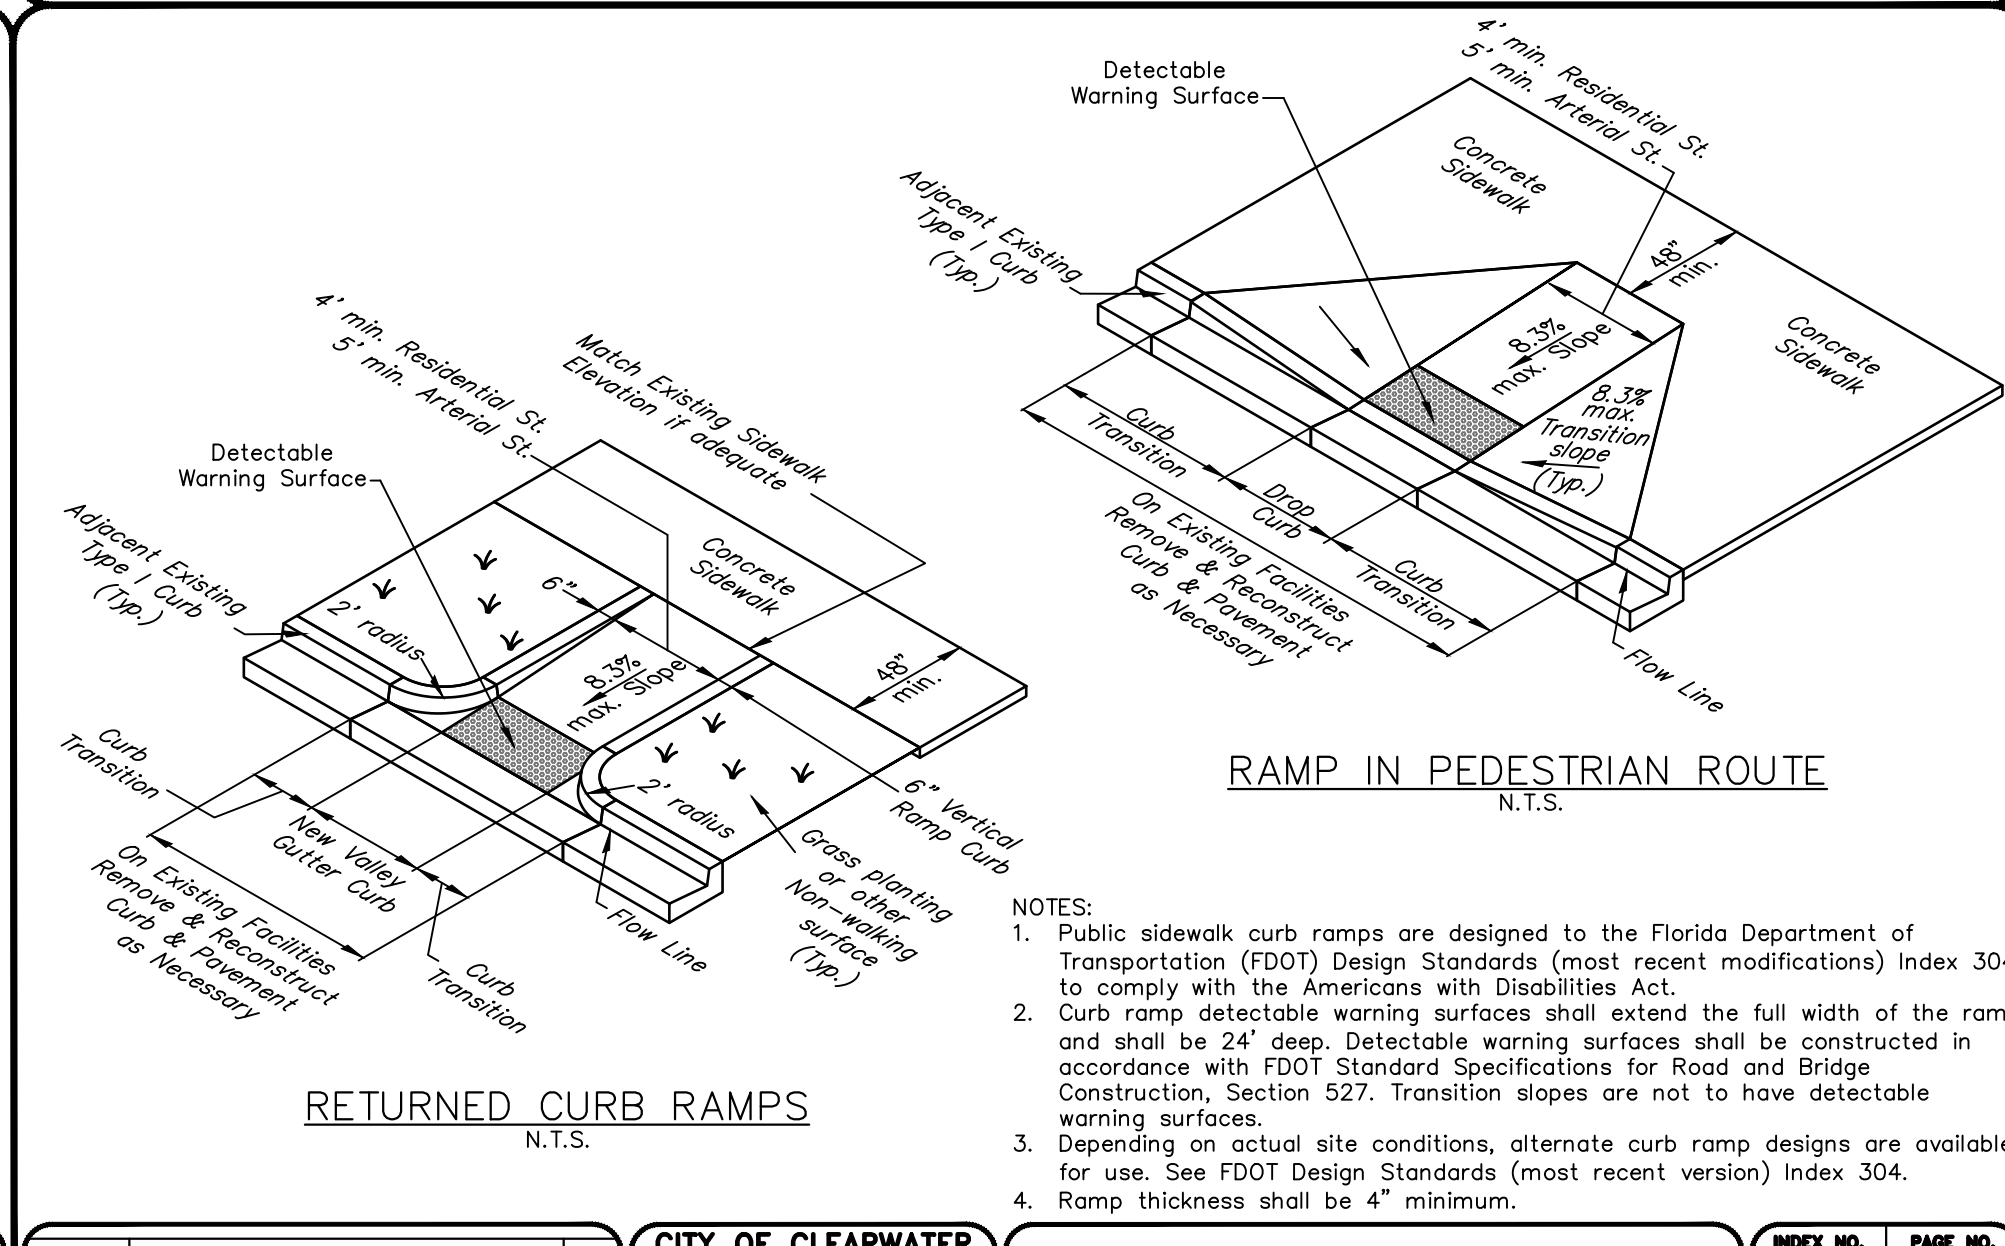 4' min. Residential St.
5' min. Arterial St.
Detectable
Warning Surface
Concrete
Sidewalk
Adjacent Existing
Type I Curb
(Typ.)
48"
min.
8.3%
Slope
max.
Concrete
Sidewalk
8.3%
max.
Transition
slope
(Typ.)
Curb
Transition
Drop
Curb
Curb
Transition
On Existing Facilities
Remove & Reconstruct
Curb & Pavement
as Necessary
Flow Line
RAMP IN PEDESTRIAN ROUTE
N.T.S.
4' min. Residential St.
5' min. Arterial St.
Match Existing Sidewalk
Elevation if adequate
Detectable
Warning Surface
Adjacent Existing
Type I Curb
(Typ.)
Concrete
Sidewalk
6"
2' radius
8.3%
Slope
max.
48"
min.
Curb
Transition
2' radius
6" Vertical
Ramp Curb
New Valley
Gutter Curb
Grass planting
or other
Non-walking
surface
(Typ.)
On Existing Facilities
Remove & Reconstruct
Curb & Pavement
as Necessary
Flow Line
Curb
Transition
RETURNED CURB RAMPS
N.T.S.
NOTES:
1. Public sidewalk curb ramps are designed to the Florida Department of
Transportation (FDOT) Design Standards (most recent modifications) Index 304
to comply with the Americans with Disabilities Act.
2. Curb ramp detectable warning surfaces shall extend the full width of the ram
and shall be 24' deep. Detectable warning surfaces shall be constructed in
accordance with FDOT Standard Specifications for Road and Bridge
Construction, Section 527. Transition slopes are not to have detectable
warning surfaces.
3. Depending on actual site conditions, alternate curb ramp designs are available
for use. See FDOT Design Standards (most recent version) Index 304.
4. Ramp thickness shall be 4" minimum.
CITY OF CLEARWATER
INDEX NO.
PAGE NO.